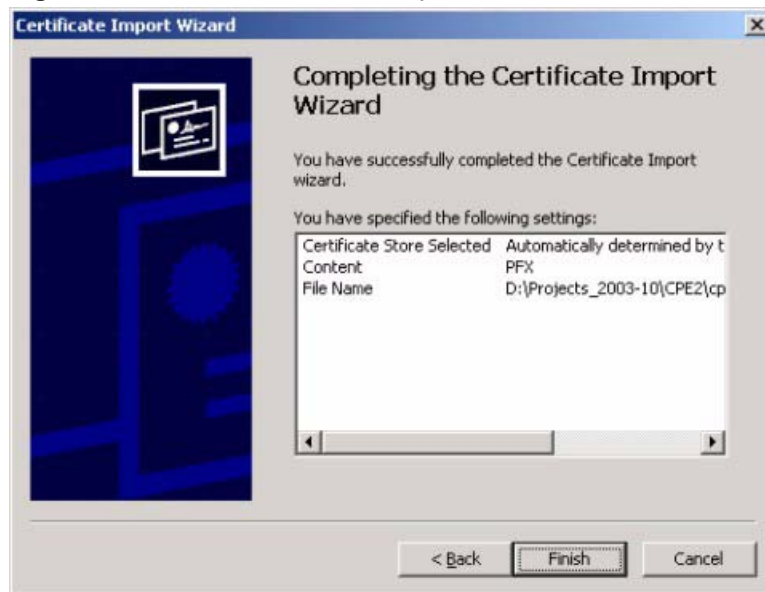 Certificate Import Wizard
Completing the Certificate Import
Wizard
You have successfully completed the Certificate Import
wizard.
You have specified the following settings:
Certificate Store Selected Automatically determined by t
Content PFX
File Name D:\Projects_2003-10\CPE2\cp
< Back Finish Cancel